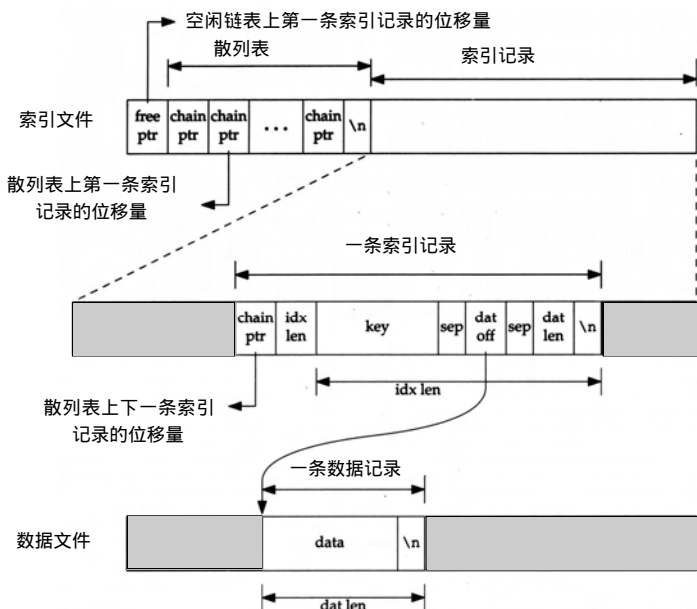 空闲链表上第一条索引记录的位移量
散列表
索引记录
索引文件
free
ptr
chain
ptr
chain
ptr
...
chain
ptr
\n
散列表上第一条索引
记录的位移量
一条索引记录
chain
ptr
idx
len
key
sep
dat
off
sep
dat
len
\n
idx len
散列表上下一条索引
记录的位移量
一条数据记录
数据文件
data
\n
dat len